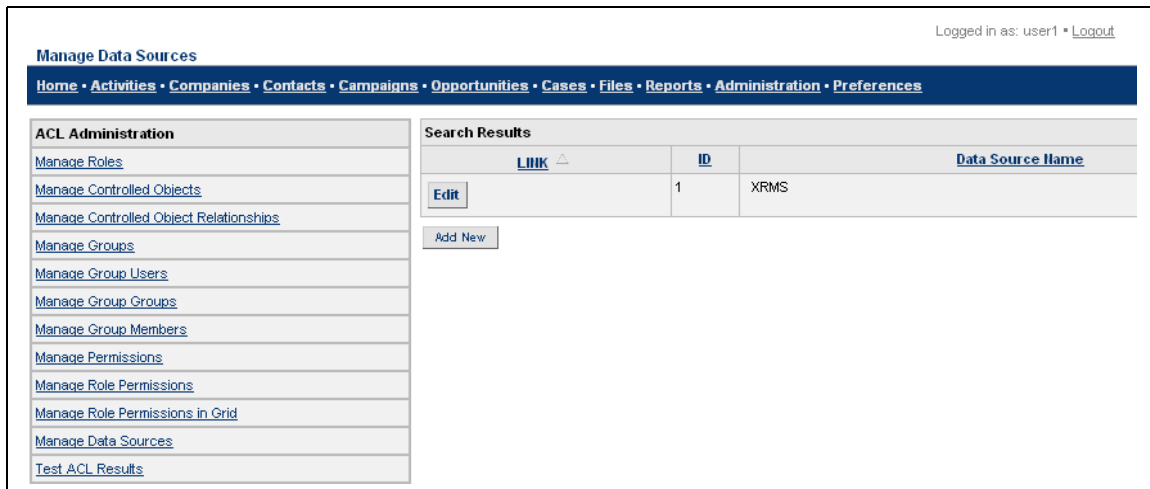 Logged in as: user1 • Logout
Manage Data Sources
Home • Activities • Companies • Contacts • Campaigns • Opportunities • Cases • Files • Reports • Administration • Preferences
ACL Administration
Manage Roles
Manage Controlled Objects
Manage Controlled Object Relationships
Manage Groups
Manage Group Users
Manage Group Groups
Manage Group Members
Manage Permissions
Manage Role Permissions
Manage Role Permissions in Grid
Manage Data Sources
Test ACL Results
Search Results
LINK ID Data Source Name
Edit 1 XRMS
Add New